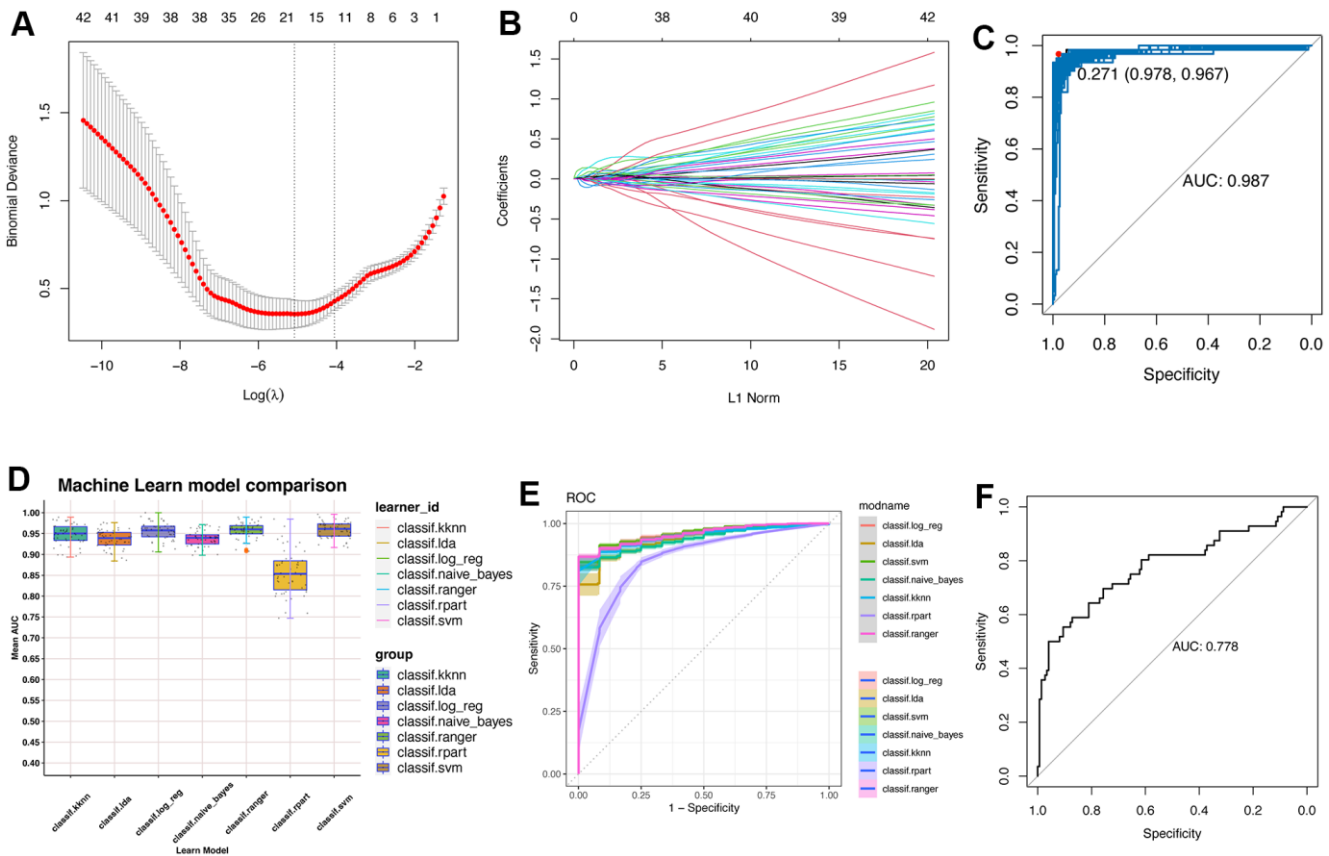 A
42 41 39 38 38 35 26 21 15 11 8 6 3 1
Binomial Deviance
1.5
1.0
0.5
−10 −8 −6 −4 −2
Log(λ)
B
0 38 40 39 42
Coefficients
1.5
1.0
0.5
0.0
−0.5
−1.0
−1.5
−2.0
0 5 10 15 20
L1 Norm
C
Sensitivity
1.0
0.8
0.6
0.4
0.2
0.0
0.271 (0.978, 0.967)
AUC: 0.987
1.0 0.8 0.6 0.4 0.2 0.0
Specificity
D
Machine Learn model comparison
Mean AUC
1.00
0.95
0.90
0.85
0.80
0.75
0.70
0.65
0.60
0.55
0.50
0.45
0.40
classif.kknn
classif.lda
classif.log_reg
classif.naive_bayes
classif.ranger
classif.rpart
classif.svm
Learn Model
learner_id
classif.kknn
classif.lda
classif.log_reg
classif.naive_bayes
classif.ranger
classif.rpart
classif.svm
group
classif.kknn
classif.lda
classif.log_reg
classif.naive_bayes
classif.ranger
classif.rpart
classif.svm
E
ROC
Sensitivity
1.00
0.75
0.50
0.25
0.00
0.00 0.25 0.50 0.75 1.00
1 − Specificity
modname
classif.log_reg
classif.lda
classif.svm
classif.naive_bayes
classif.kknn
classif.rpart
classif.ranger
classif.log_reg
classif.lda
classif.svm
classif.naive_bayes
classif.kknn
classif.rpart
classif.ranger
F
Sensitivity
1.0
0.8
0.6
0.4
0.2
0.0
AUC: 0.778
1.0 0.8 0.6 0.4 0.2 0.0
Specificity